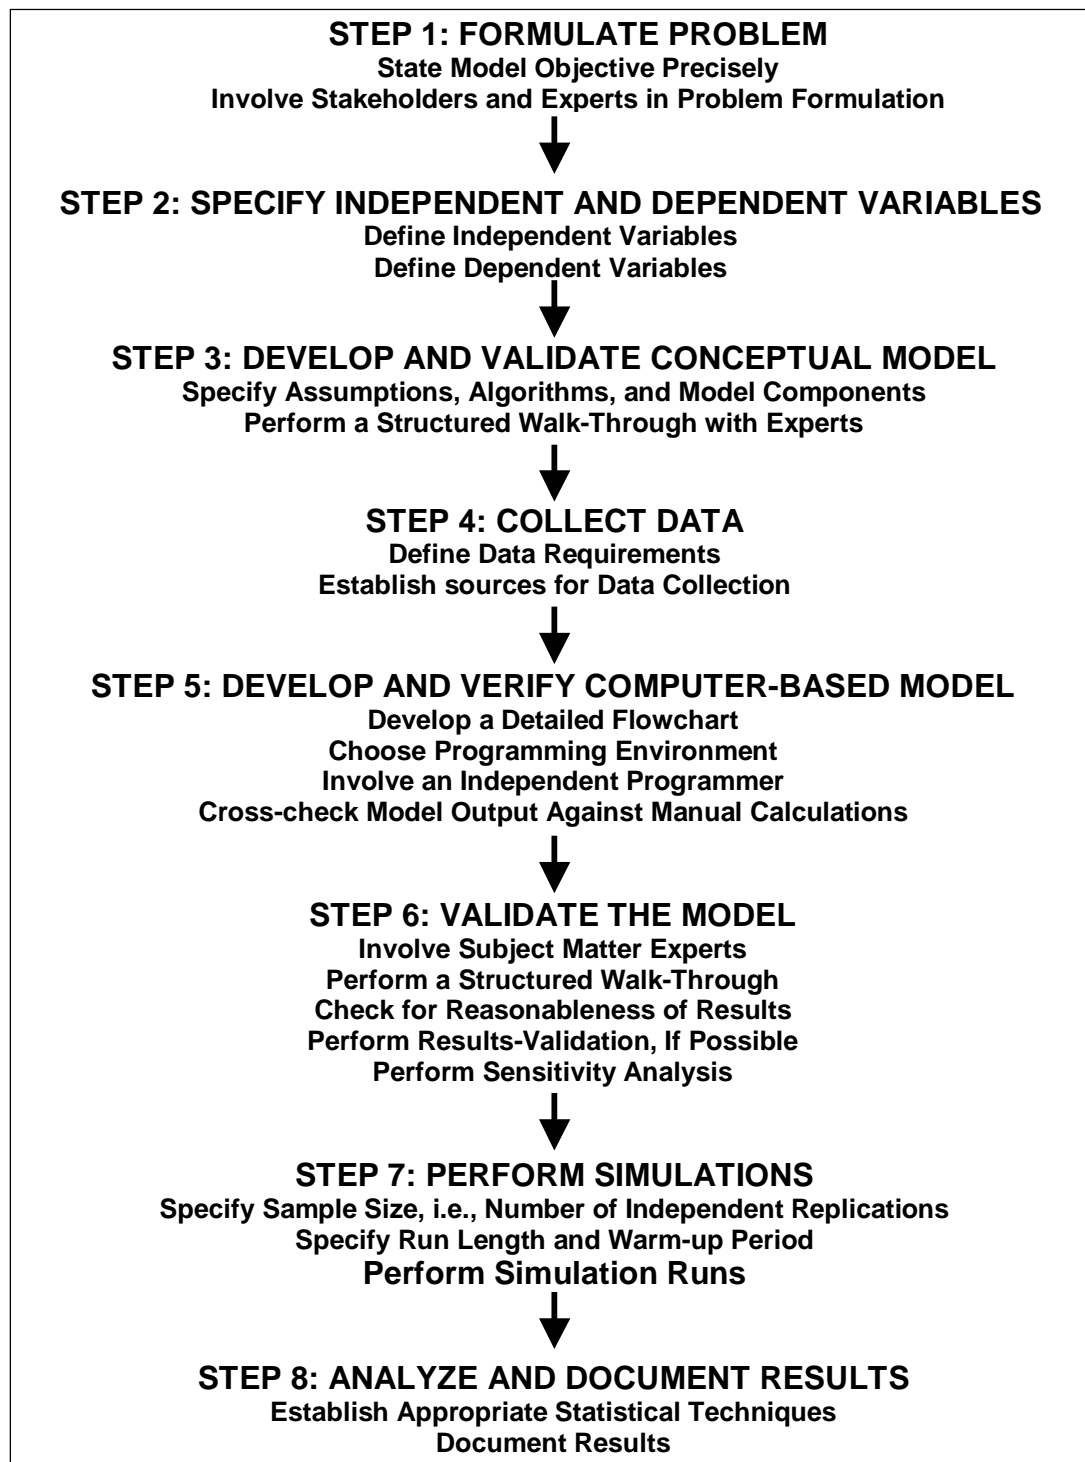 STEP 1: FORMULATE PROBLEM
State Model Objective Precisely
Involve Stakeholders and Experts in Problem Formulation
STEP 2: SPECIFY INDEPENDENT AND DEPENDENT VARIABLES
Define Independent Variables
Define Dependent Variables
STEP 3: DEVELOP AND VALIDATE CONCEPTUAL MODEL
Specify Assumptions, Algorithms, and Model Components
Perform a Structured Walk-Through with Experts
STEP 4: COLLECT DATA
Define Data Requirements
Establish sources for Data Collection
STEP 5: DEVELOP AND VERIFY COMPUTER-BASED MODEL
Develop a Detailed Flowchart
Choose Programming Environment
Involve an Independent Programmer
Cross-check Model Output Against Manual Calculations
STEP 6: VALIDATE THE MODEL
Involve Subject Matter Experts
Perform a Structured Walk-Through
Check for Reasonableness of Results
Perform Results-Validation, If Possible
Perform Sensitivity Analysis
STEP 7: PERFORM SIMULATIONS
Specify Sample Size, i.e., Number of Independent Replications
Specify Run Length and Warm-up Period
Perform Simulation Runs
STEP 8: ANALYZE AND DOCUMENT RESULTS
Establish Appropriate Statistical Techniques
Document Results